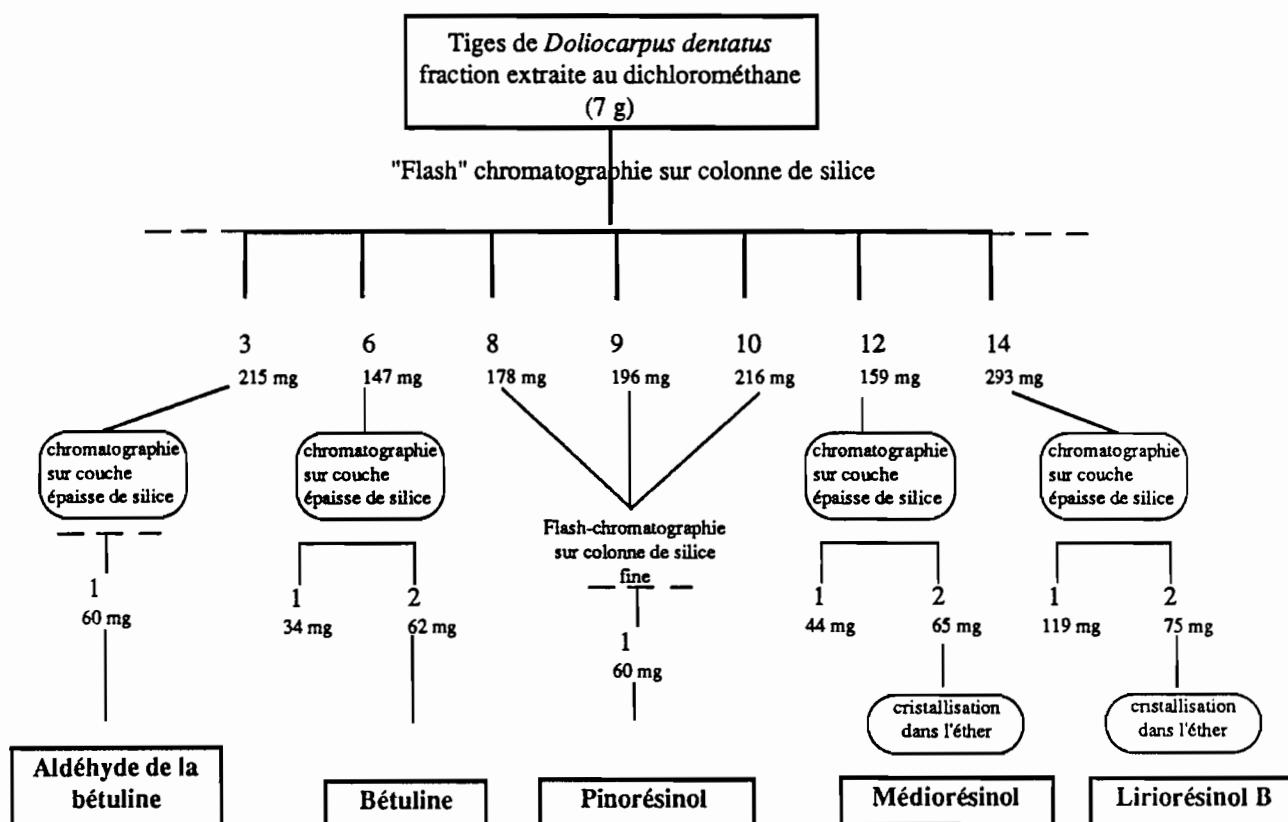 Tiges de Doliocarpus dentatus
fraction extraite au dichlorométhane
(7 g)
"Flash" chromatographie sur colonne de silice
3 6 8 9 10 12 14
215 mg 147 mg 178 mg 196 mg 216 mg 159 mg 293 mg
chromatographie
sur couche
épaisse de silice
chromatographie
sur couche
épaisse de silice
Flash-chromatographie
sur colonne de silice
fine
chromatographie
sur couche
épaisse de silice
chromatographie
sur couche
épaisse de silice
1
60 mg
1 2
34 mg 62 mg
1
60 mg
1 2
44 mg 65 mg
1 2
119 mg 75 mg
cristallisation
dans l'éther
cristallisation
dans l'éther
Aldéhyde de la
bétuline
Bétuline
Pinorésinol
Médiorésinol
Liriorésinol B